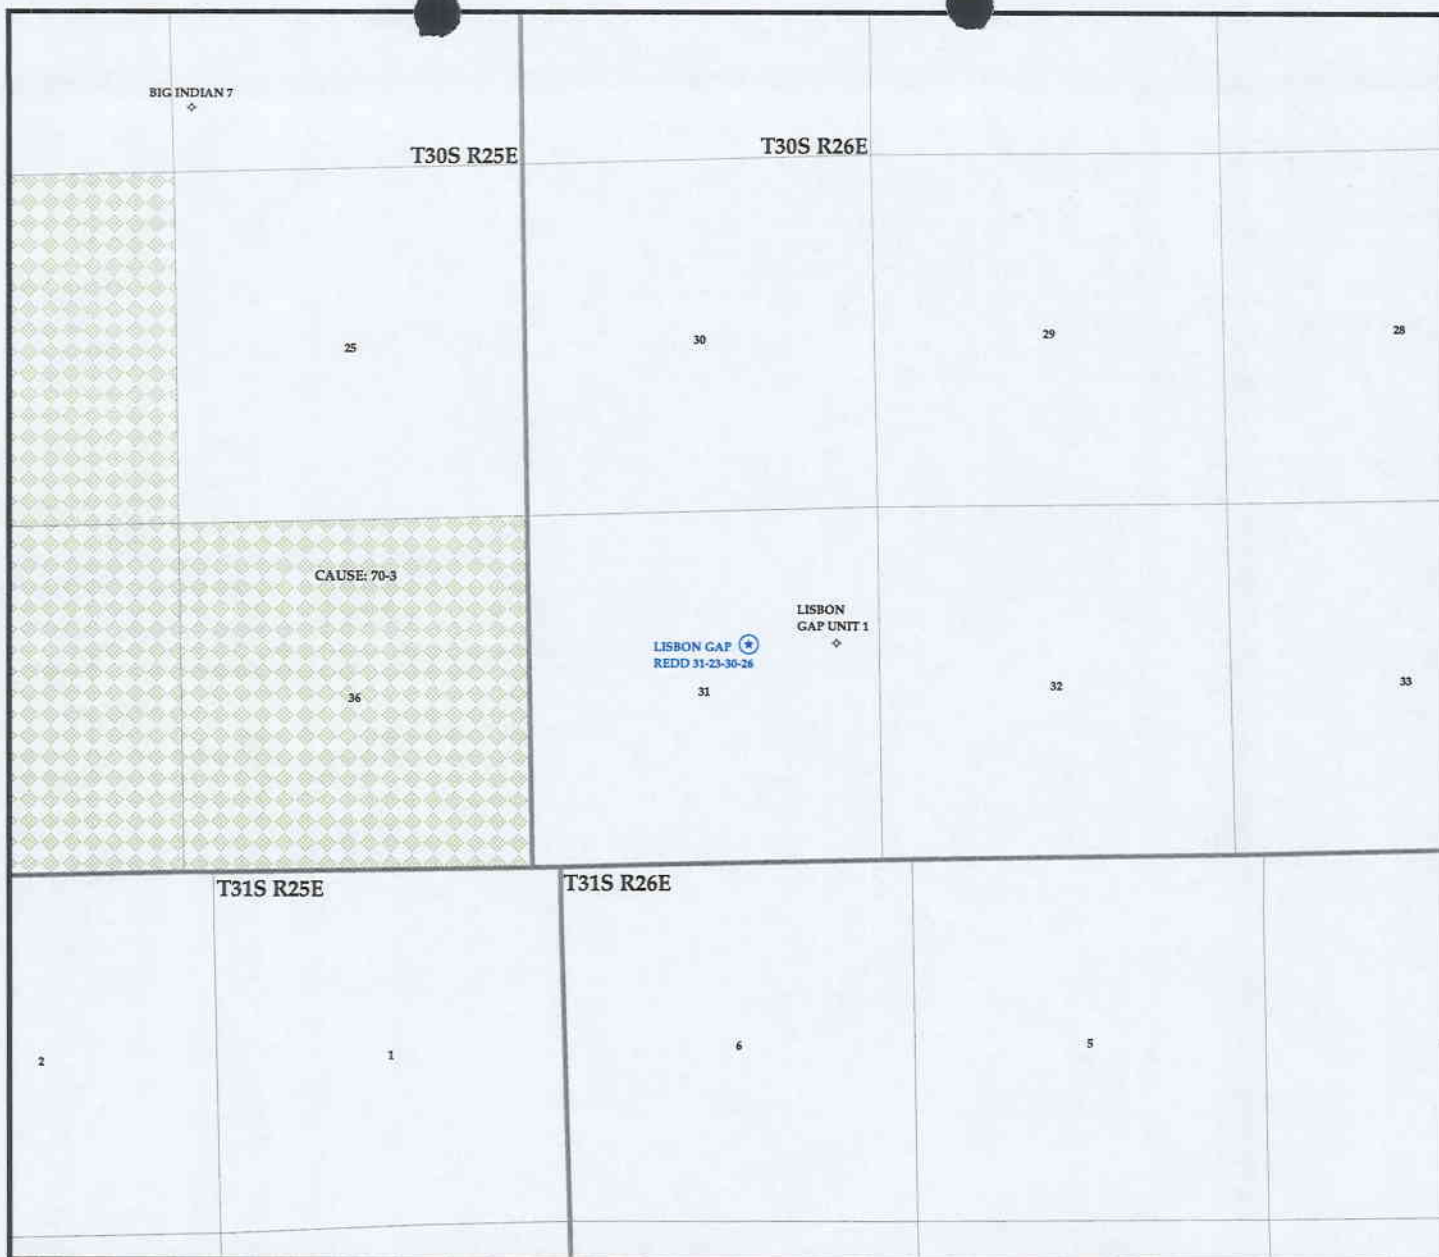 BIG INDIAN 7
T30S R25E
T30S R26E
25
30
29
28
CAUSE: 70-3
LISBON
GAP UNIT 1
LISBON GAP
REDD 31-23-30-26
36
31
32
33
T31S R25E
T31S R26E
2
1
6
5